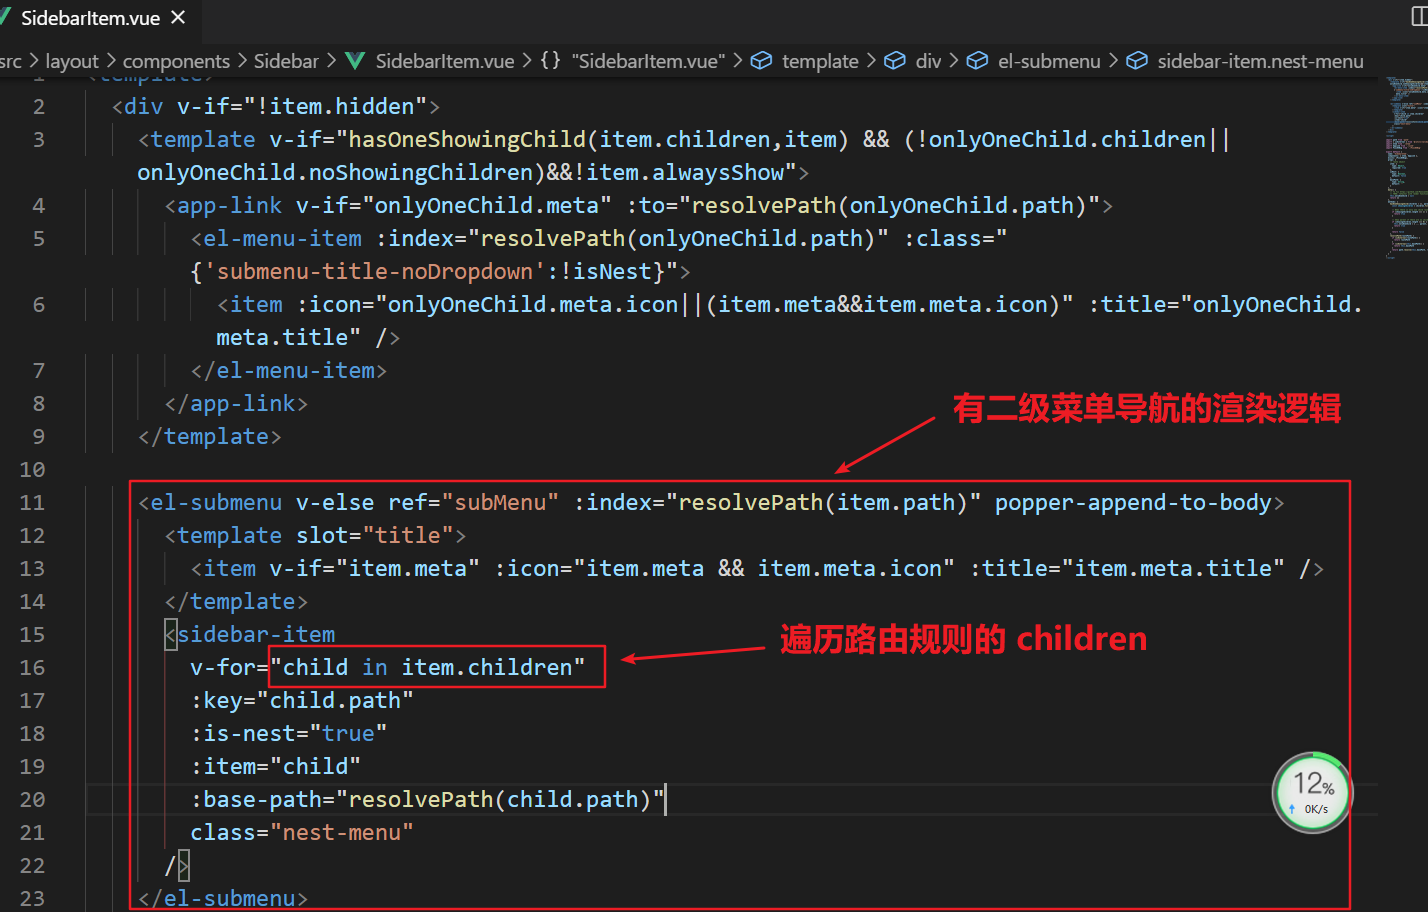 SidebarItem.vue
src > layout > components > Sidebar > SidebarItem.vue > {} "SidebarItem.vue" > template > div > el-submenu > sidebar-item.nest-menu
1 <template>
2 <div v-if="!item.hidden">
3 <template v-if="hasOneShowingChild(item.children,item) && (!onlyOneChild.children||
onlyOneChild.noShowingChildren)&&!item.alwaysShow">
4 <app-link v-if="onlyOneChild.meta" :to="resolvePath(onlyOneChild.path)">
5 <el-menu-item :index="resolvePath(onlyOneChild.path)" :class="
{'submenu-title-noDropdown':!isNest}">
6 <item :icon="onlyOneChild.meta.icon||(item.meta&&item.meta.icon)" :title="onlyOneChild.
meta.title" />
7 </el-menu-item>
8 </app-link>
有二级菜单导航的渲染逻辑
9 </template>
10
11 <el-submenu v-else ref="subMenu" :index="resolvePath(item.path)" popper-append-to-body>
12 <template slot="title">
13 <item v-if="item.meta" :icon="item.meta && item.meta.icon" :title="item.meta.title" />
14 </template>
15 <sidebar-item
遍历路由规则的 children
16 v-for="child in item.children"
17 :key="child.path"
18 :is-nest="true"
19 :item="child"
20 :base-path="resolvePath(child.path)"
21 class="nest-menu"
22 />
23 </el-submenu>
12%
0K/s